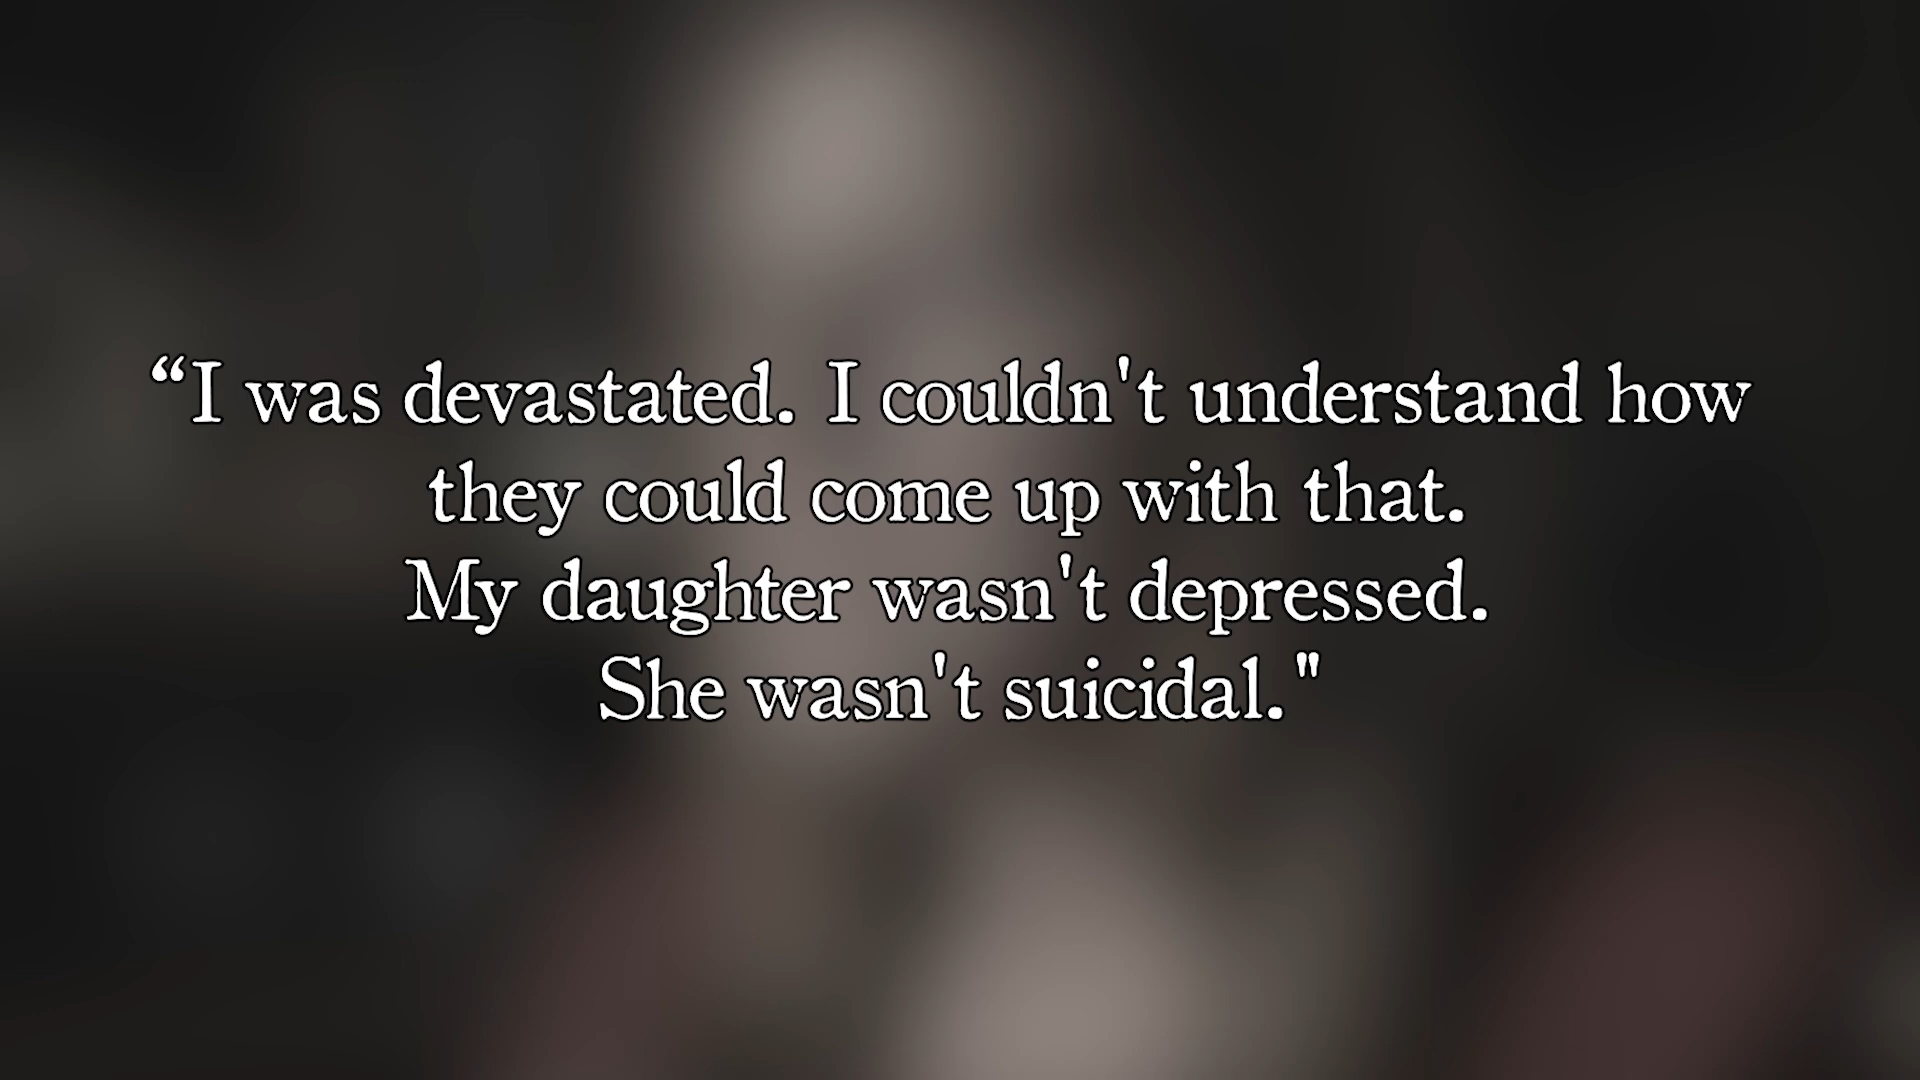 “I was devastated. I couldn't understand how
they could come up with that.
My daughter wasn't depressed.
She wasn't suicidal."